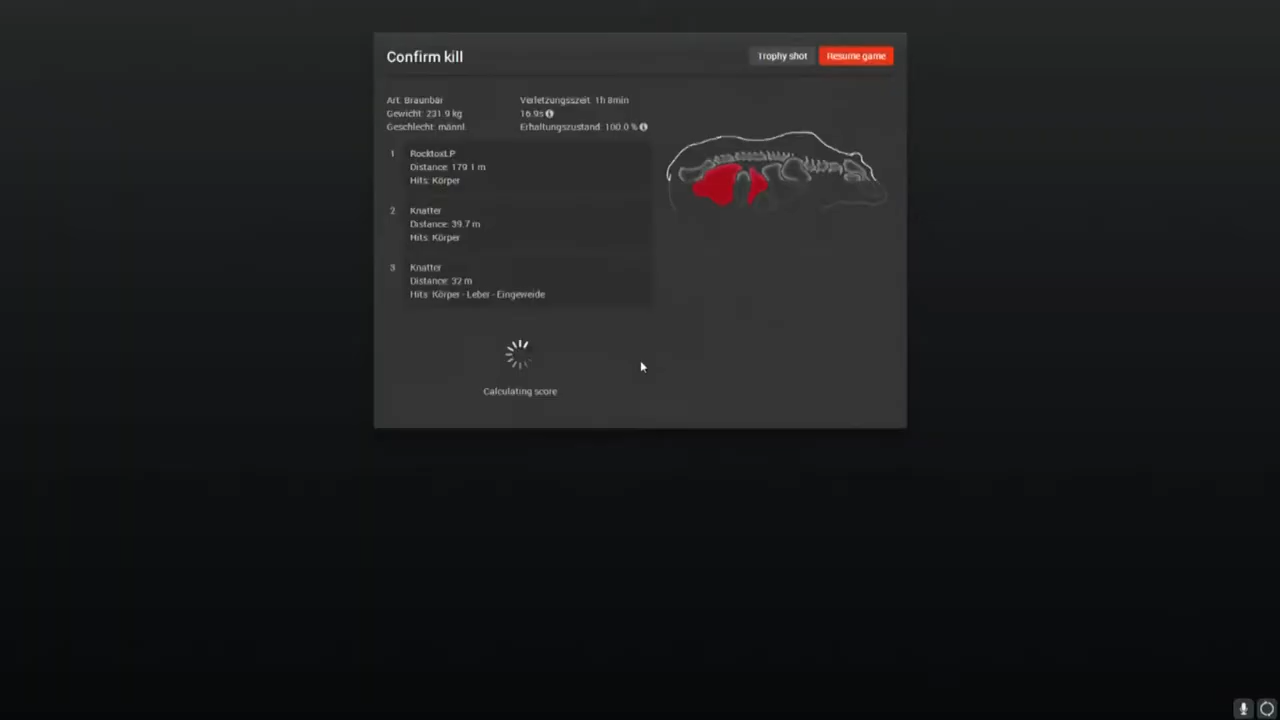 Confirm kill
Trophy shot
Resume game
Art: Braunbär
Gewicht: 231.9 kg
Geschlecht: männl.
Verletzungszeit: 1h 8min
16.9s
Erhaltungszustand: 100.0 %
1
RocktoxLP
Distance: 179.1 m
Hits: Körper
2
Knatter
Distance: 39.7 m
Hits: Körper
3
Knatter
Distance: 32 m
Hits: Körper - Leber - Eingeweide
Calculating score